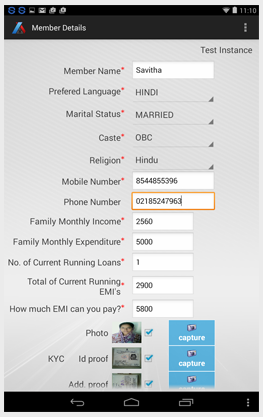 11:10
Member Details
Test Instance
Member Name* Savitha
Prefered Language* HINDI
Marital Status* MARRIED
Caste* OBC
Religion* Hindu
Mobile Number* 8544855396
Phone Number 02185247963
Family Monthly Income* 2560
Family Monthly Expenditure* 5000
No. of Current Running Loans* 1
Total of Current Running
EMI's 2900
How much EMI can you pay?* 5800
Photo capture
KYC Id proof capture
Add. proof